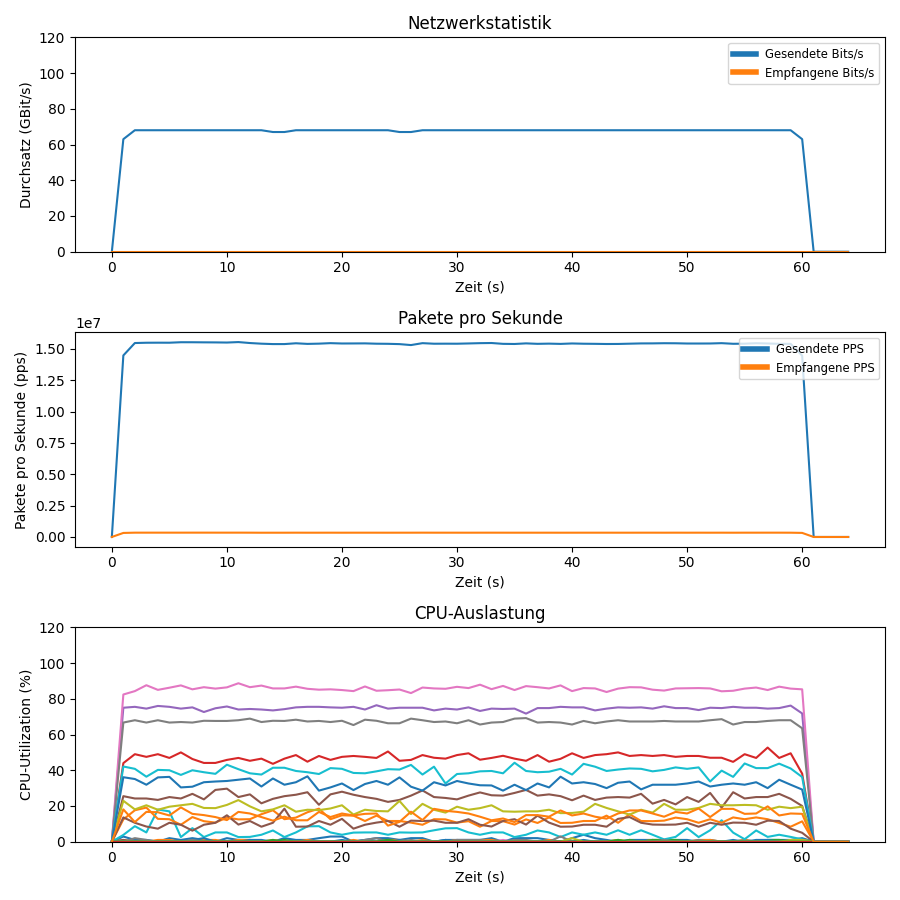 Netzwerkstatistik
120
100
80
60
40
20
0
Durchsatz (GBit/s)
Gesendete Bits/s
Empfangene Bits/s
0 10 20 30 40 50 60
Zeit (s)
Pakete pro Sekunde
1e7
1.50
1.25
1.00
0.75
0.50
0.25
0.00
Pakete pro Sekunde (pps)
Gesendete PPS
Empfangene PPS
0 10 20 30 40 50 60
Zeit (s)
CPU-Auslastung
120
100
80
60
40
20
0
CPU-Utilization (%)
0 10 20 30 40 50 60
Zeit (s)